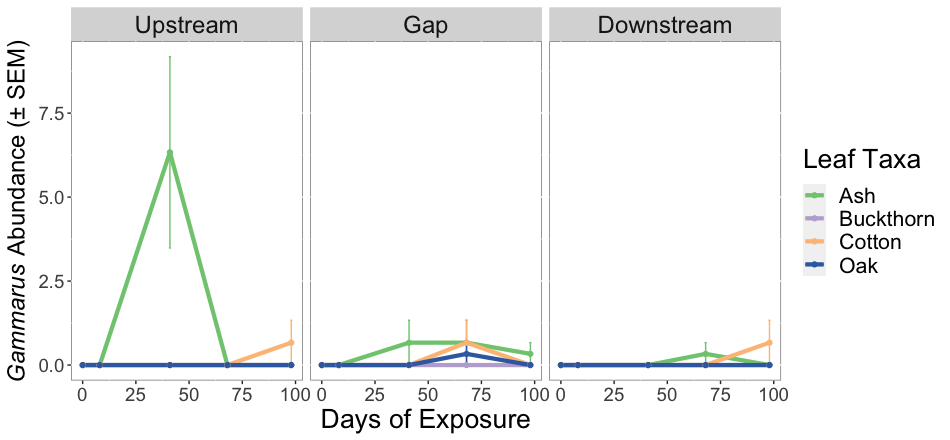 Upstream Gap Downstream
Gammarus Abundance (± SEM)
7.5
5.0
2.5
0.0
0 25 50 75 100 0 25 50 75 100 0 25 50 75 100
Days of Exposure
Leaf Taxa
Ash
Buckthorn
Cotton
Oak